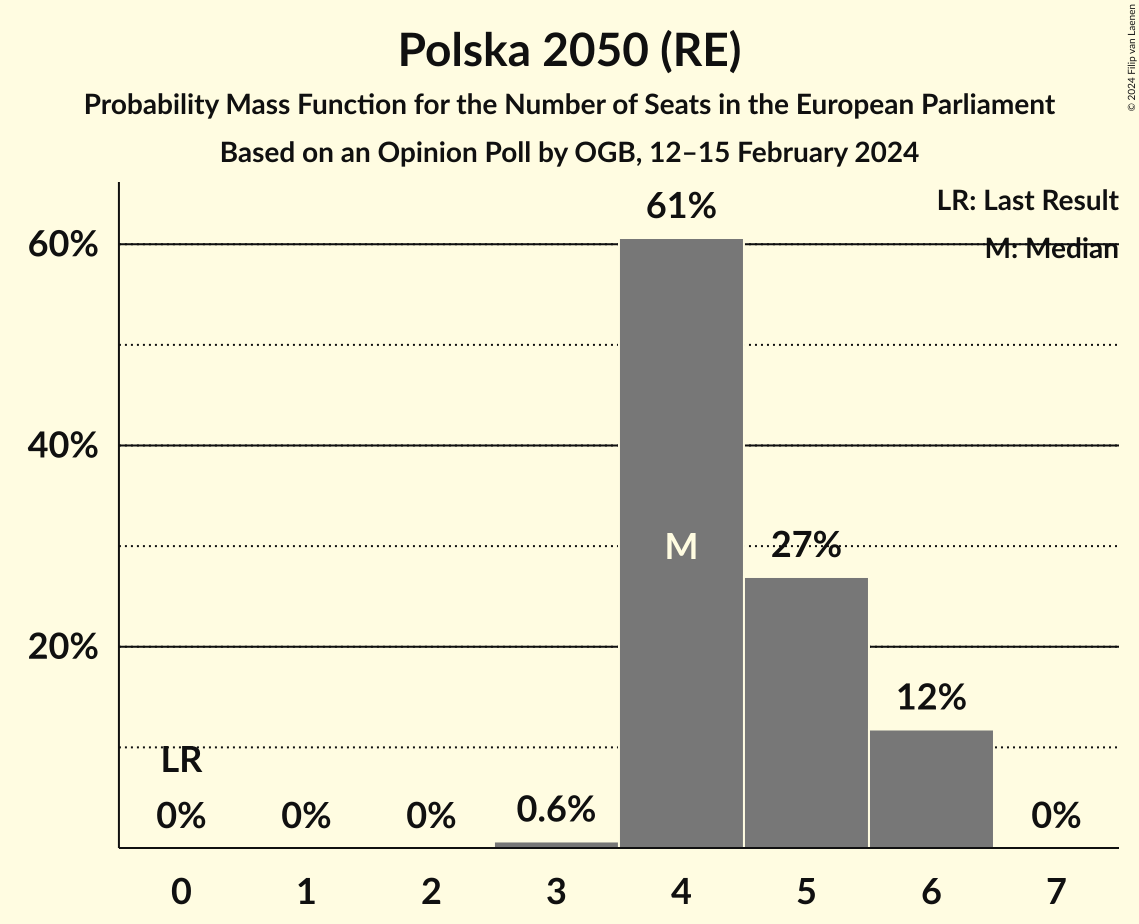 Polska 2050 (RE)
Probability Mass Function for the Number of Seats in the European Parliament
Based on an Opinion Poll by OGB, 12–15 February 2024
© 2024 Filip van Laenen
LR: Last Result
M: Median
60%
40%
20%
61%
M
27%
12%
LR
0%
0%
0%
0.6%
0%
0
1
2
3
4
5
6
7